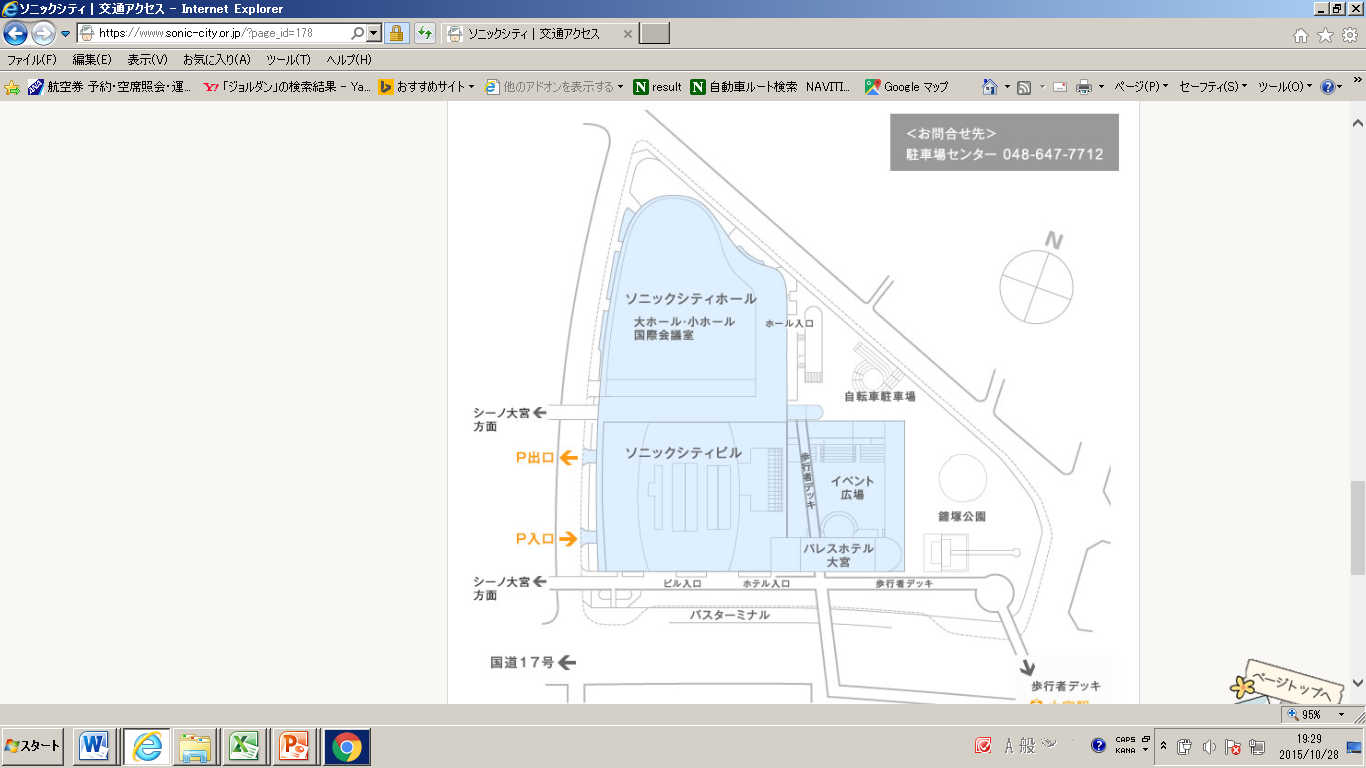 ソニックシティ | 交通アクセス - Internet Explorer
https://www.sonic-city.or.jp/?page_id=178
ソニックシティ | 交通アクセス
ファイル(F) 編集(E) 表示(V) お気に入り(A) ツール(T) ヘルプ(H)
航空券 予約・空席照会・運... 「ジョルダン」の検索結果 - Ya... おすすめサイト 他のアドオンを表示する result 自動車ルート検索 NAVITI... Google マップ ページ(P) セーフティ(S) ツール(O)
＜お問合せ先＞
駐車場センター 048-647-7712
N
ソニックシティホール
大ホール・小ホール
国際会議室
ホール入口
自転車駐車場
シーノ大宮
方面
P出口
ソニックシティビル
歩行者デッキ
イベント
広場
鐘塚公園
P入口
パレスホテル
大宮
シーノ大宮
方面
ビル入口
ホテル入口
歩行者デッキ
バスターミナル
国道17号
歩行者デッキ
ページトップへ
95%
スタート
A 般
CAPS
KANA
19:29
2015/10/28